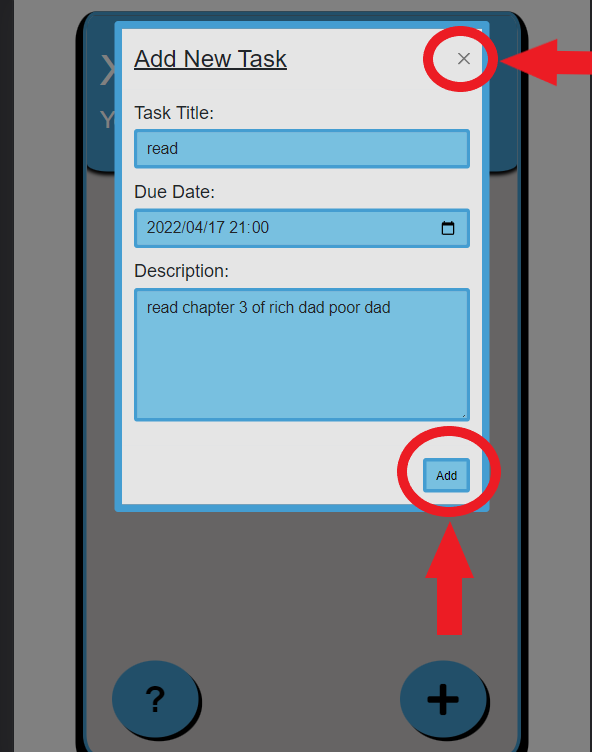 Add New Task
Task Title:
read
Due Date:
2022/04/17 21:00
Description:
read chapter 3 of rich dad poor dad
Add
?